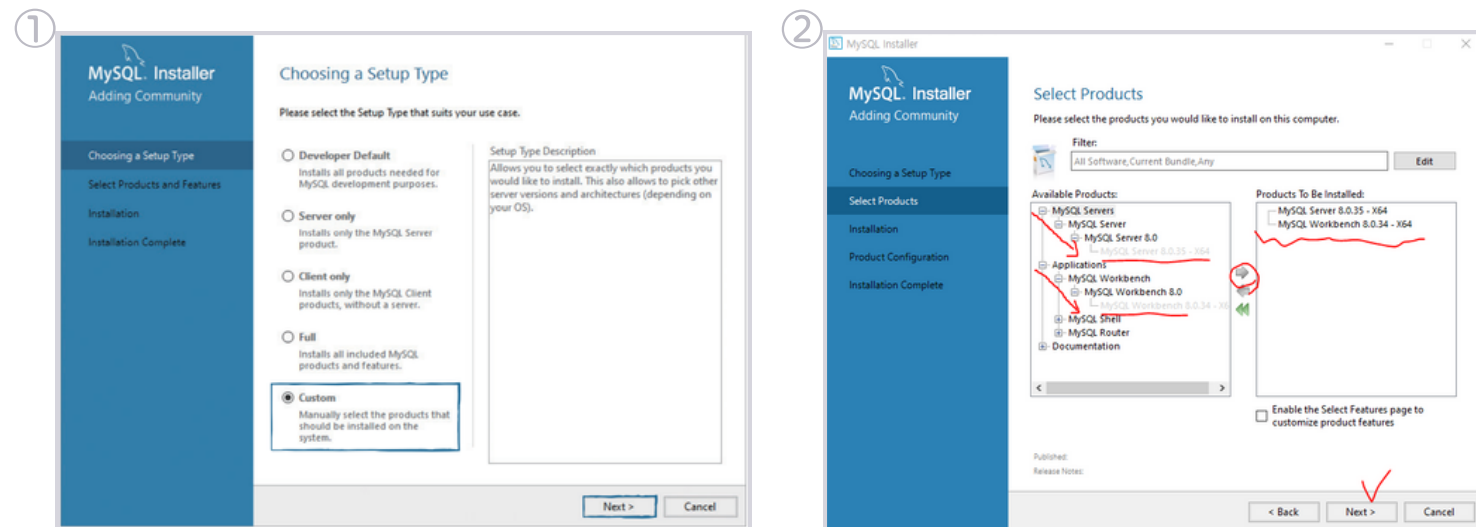 ①
MySQL. Installer
Adding Community
Choosing a Setup Type
Select Products and Features
Installation
Installation Complete
Choosing a Setup Type
Please select the Setup Type that suits your use case.
Developer Default
Installs all products needed for
MySQL development purposes.
Server only
Installs only the MySQL Server
product.
Client only
Installs only the MySQL Client
products, without a server.
Full
Installs all included MySQL
products and features.
Custom
Manually select the products that
should be installed on the
system.
Setup Type Description
Allows you to select exactly which products you
would like to install. This also allows to pick other
server versions and architectures (depending on
your OS).
Next >
Cancel
②
MySQL Installer
MySQL. Installer
Adding Community
Choosing a Setup Type
Select Products
Installation
Product Configuration
Installation Complete
Select Products
Please select the products you would like to install on this computer.
Filter:
All Software,Current Bundle,Any
Edit
Available Products:
MySQL Servers
MySQL Server
MySQL Server 8.0
MySQL Server 8.0.35 - X64
Applications
MySQL Workbench
MySQL Workbench 8.0
MySQL Workbench 8.0.34 - X6
MySQL Shell
MySQL Router
Documentation
Products To Be Installed:
MySQL Server 8.0.35 - X64
MySQL Workbench 8.0.34 - X64
Enable the Select Features page to
customize product features
Published:
Release Notes:
< Back
Next >
Cancel